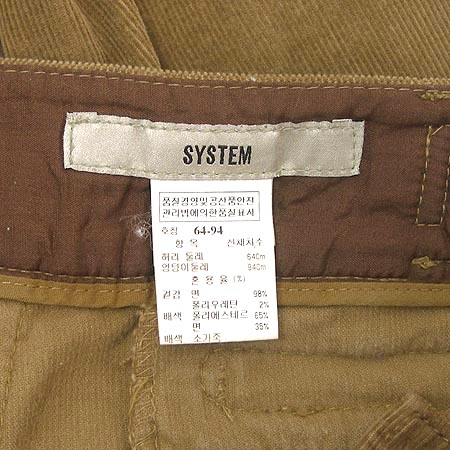 SYSTEM
품질경영및공산품안전
관리법에의한품질표시
호칭 64-94
항 목 신체치수
허리 둘레 64Cm
엉덩이둘레 94Cm
혼 용 율 (%)
겉감 면 98%
폴리우레탄 2%
배색 폴리에스테르 65%
면 35%
배색 소기죽